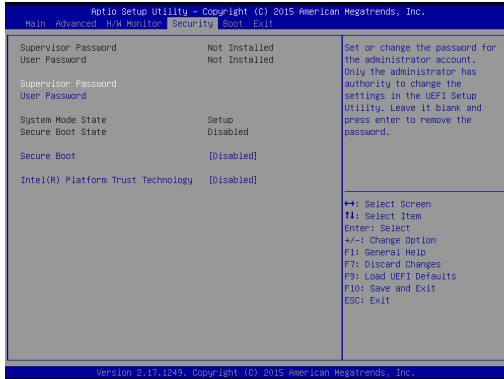 Aptio Setup Utility – Copyright (C) 2015 American Megatrends, Inc.
Main Advanced H/W Monitor Security Boot Exit
Supervisor Password Not Installed
User Password Not Installed
Supervisor Password
User Password
System Mode State Setup
Secure Boot State Disabled
Secure Boot [Disabled]
Intel(R) Platform Trust Technology [Disabled]
Set or change the password for
the administrator account.
Only the administrator has
authority to change the
settings in the UEFI Setup
Utility. Leave it blank and
press enter to remove the
password.
↔: Select Screen
↑↓: Select Item
Enter: Select
+/-: Change Option
F1: General Help
F7: Discard Changes
F9: Load UEFI Defaults
F10: Save and Exit
ESC: Exit
Version 2.17.1249. Copyright (C) 2015 American Megatrends, Inc.